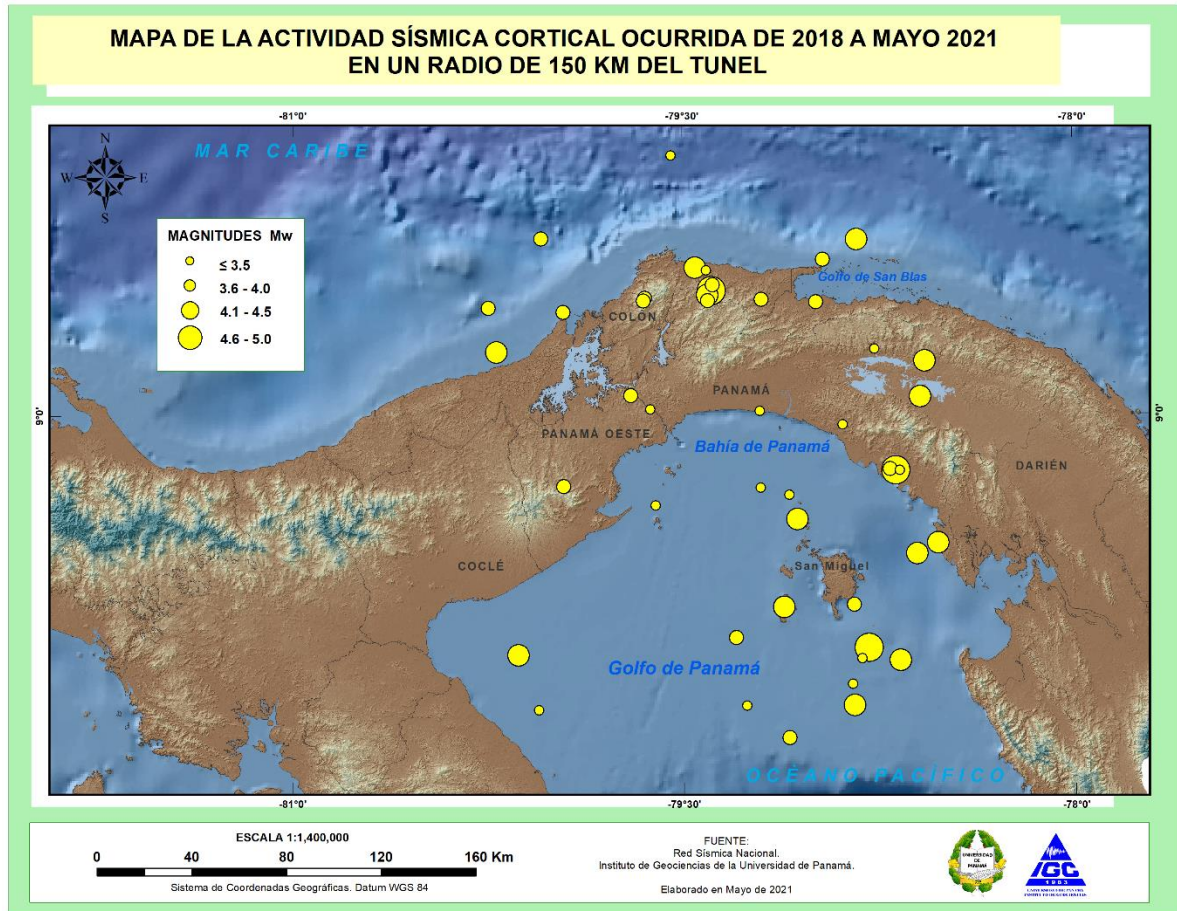 MAPA DE LA ACTIVIDAD SÍSMICA CORTICAL OCURRIDA DE 2018 A MAYO 2021
EN UN RADIO DE 150 KM DEL TUNEL
-81°0'
-79°30'
-78°0'
MAR CARIBE
N
W
E
S
MAGNITUDES Mw
≤ 3.5
3.6 - 4.0
4.1 - 4.5
4.6 - 5.0
Golfo de San Blas
COLÓN
PANAMÁ
9°0'
9°0'
PANAMÁ OESTE
Bahía de Panamá
DARIÉN
COCLÉ
San Miguel
Golfo de Panamá
OCÉANO PACÍFICO
-81°0'
-79°30'
-78°0'
ESCALA 1:1,400,000
0 40 80 120 160 Km
Sistema de Coordenadas Geográficas. Datum WGS 84
FUENTE:
Red Sísmica Nacional.
Instituto de Geociencias de la Universidad de Panamá.
Elaborado en Mayo de 2021
UNIVERSIDAD
DE
PANAMÁ
IGC